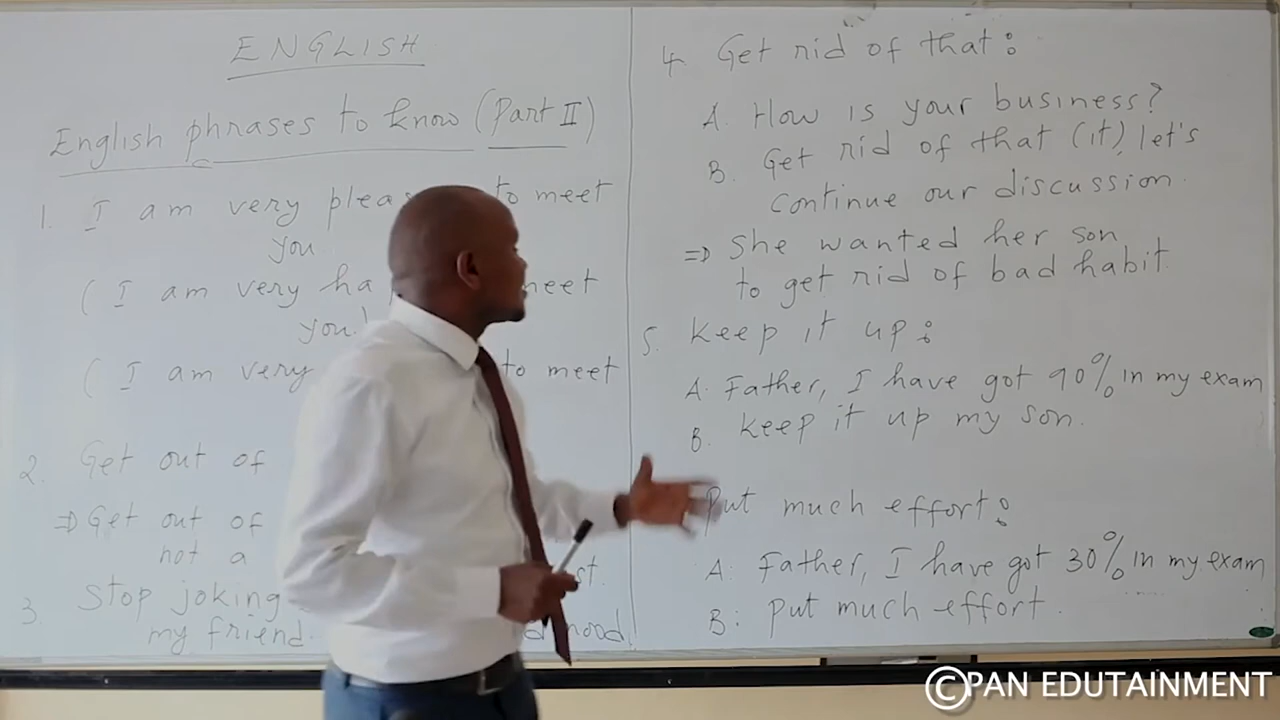 ENGLISH
English phrases to know (Part II)
1. I am very to meet
you.
( I am very meet
you.)
( I am very to meet
2. Get out of
⇒ Get out of
not a
3. Stop joking
my friend. mood.
4. Get rid of that:
A. How is your business?
B. Get rid of that (it), let's
continue our discussion.
⇒ She wanted her son
to get rid of bad habit
5. Keep it up:
A. Father, I have got 90% in my exam
B. Keep it up my son.
Put much effort:
A. Father, I have got 30% in my exam
B: Put much effort.
©PAN EDUTAINMENT